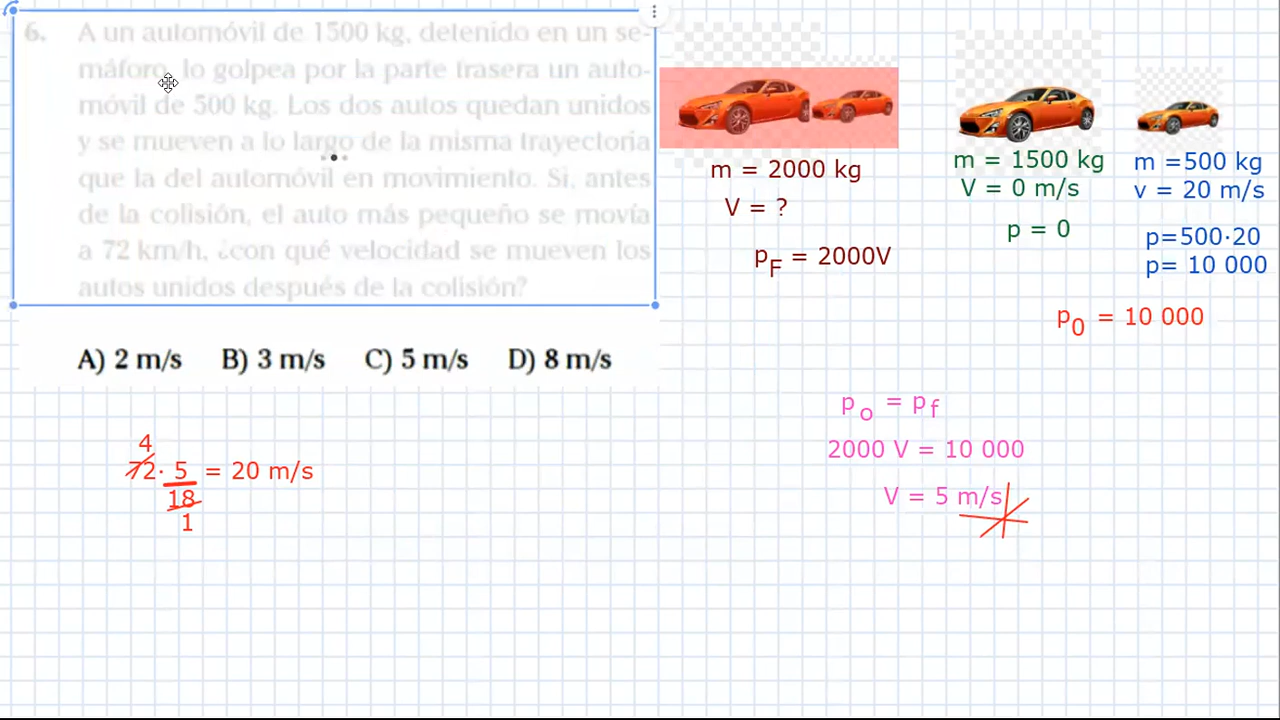 6. A un automóvil de 1500 kg, detenido en un se-
máforo, lo golpea por la parte trasera un auto-
móvil de 500 kg. Los dos autos quedan unidos
y se mueven a lo largo de la misma trayectoria
que la del automóvil en movimiento. Si, antes
de la colisión, el auto más pequeño se movía
a 72 km/h, ¿con qué velocidad se mueven los
autos unidos después de la colisión?
A) 2 m/s B) 3 m/s C) 5 m/s D) 8 m/s
4
72· 5 = 20 m/s
18
1
m = 2000 kg
V = ?
pF = 2000V
m = 1500 kg
V = 0 m/s
p = 0
m =500 kg
v = 20 m/s
p=500·20
p= 10 000
p0 = 10 000
po = pf
2000 V = 10 000
V = 5 m/s